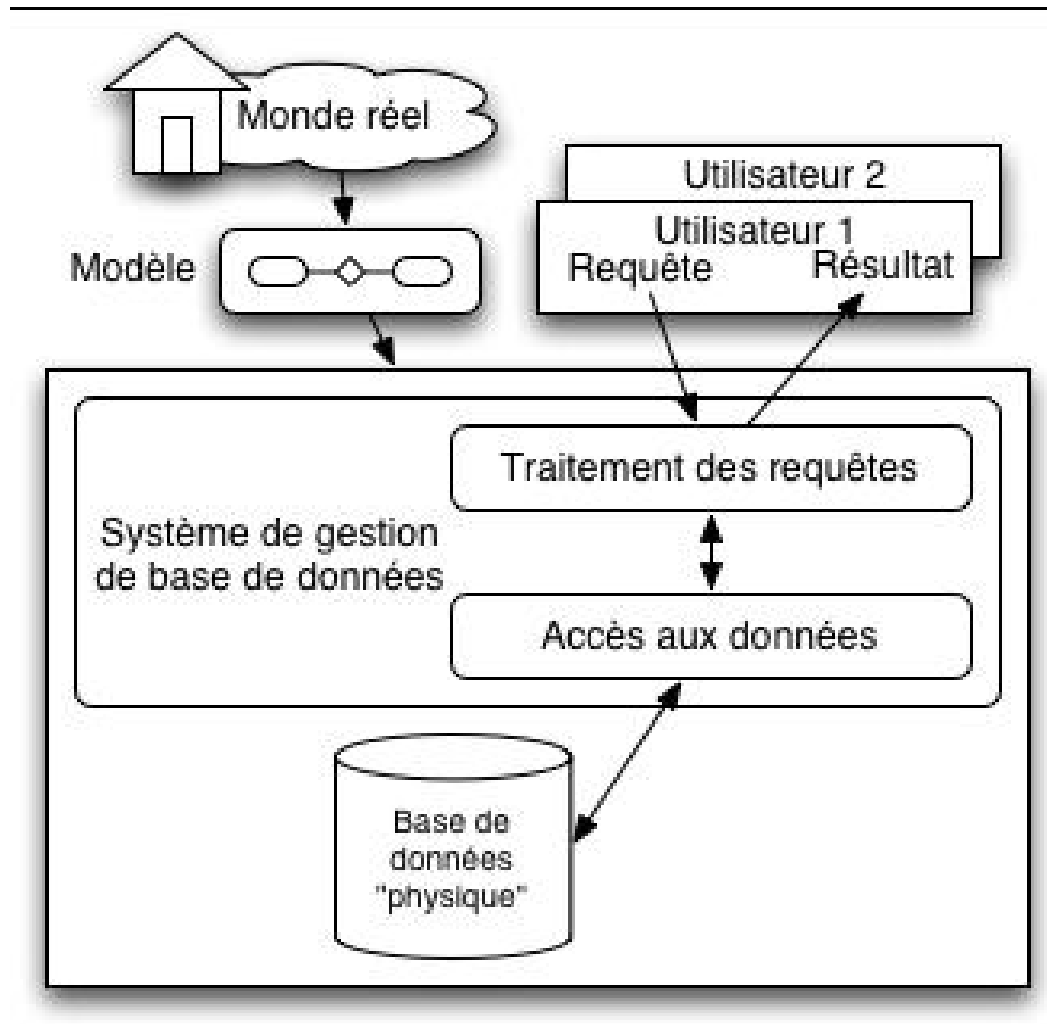 Monde réel
Utilisateur 2
Utilisateur 1
Modèle
Requête
Résultat
Traitement des requêtes
Système de gestion
de base de données
Accès aux données
Base de
données
"physique"